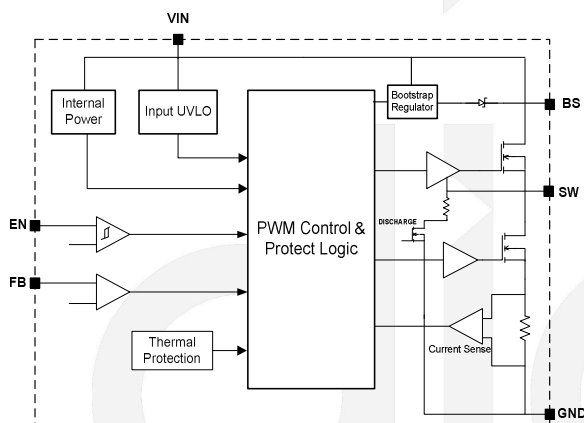 VIN
Internal
Power
Input UVLO
Bootstrap
Regulator
BS
SW
EN
PWM Control &
Protect Logic
DISCHARGE
FB
Thermal
Protection
Current Sense
GND